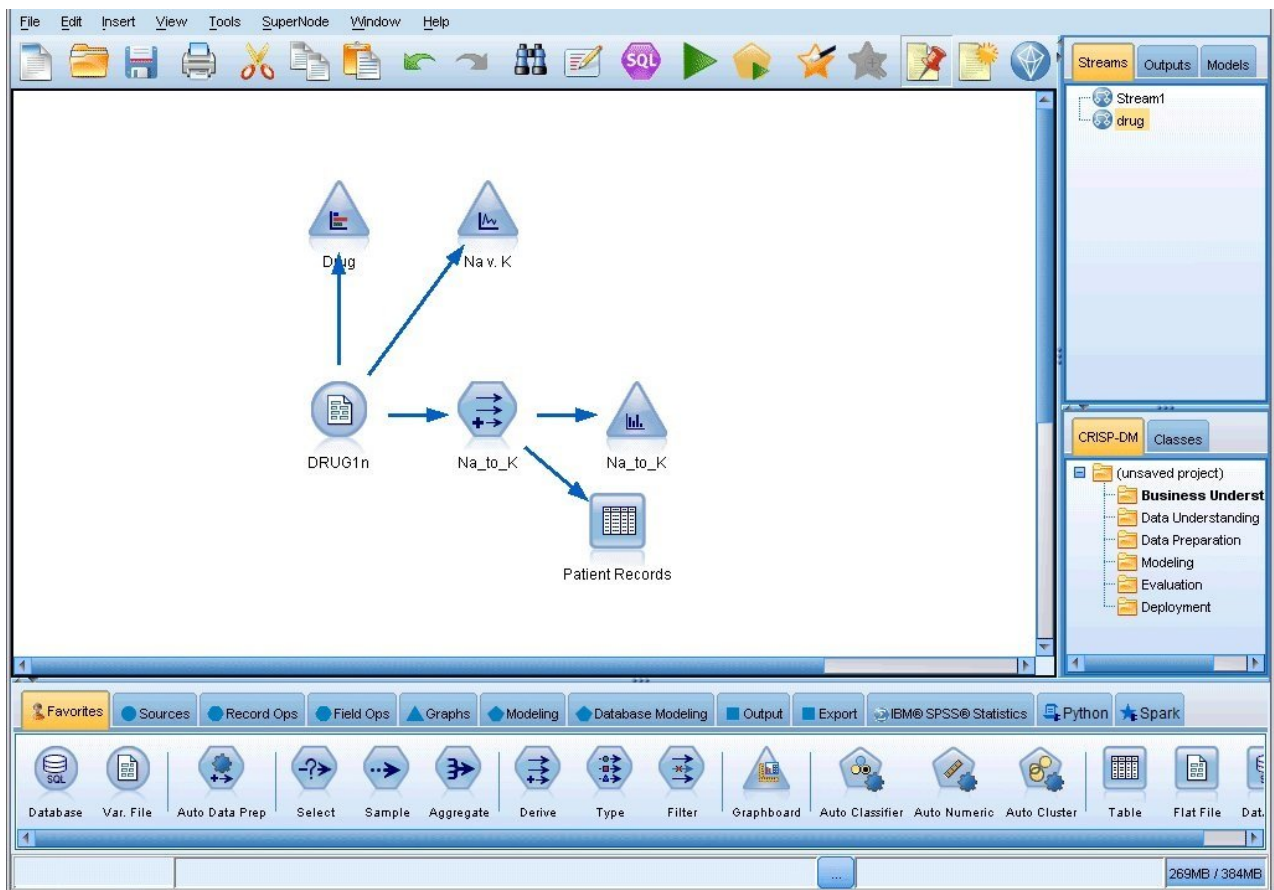 File Edit Insert View Tools SuperNode Window Help
SQL
Streams Outputs Models
Stream1
drug
Drug
Na v. K
DRUG1n
Na_to_K
Na_to_K
Patient Records
CRISP-DM Classes
(unsaved project)
Business Underst
Data Understanding
Data Preparation
Modeling
Evaluation
Deployment
Favorites Sources Record Ops Field Ops Graphs Modeling Database Modeling Output Export IBM® SPSS® Statistics Python Spark
SQL
Database Var. File Auto Data Prep Select Sample Aggregate Derive Type Filter Graphboard Auto Classifier Auto Numeric Auto Cluster Table Flat File Dat.
...
269MB / 384MB